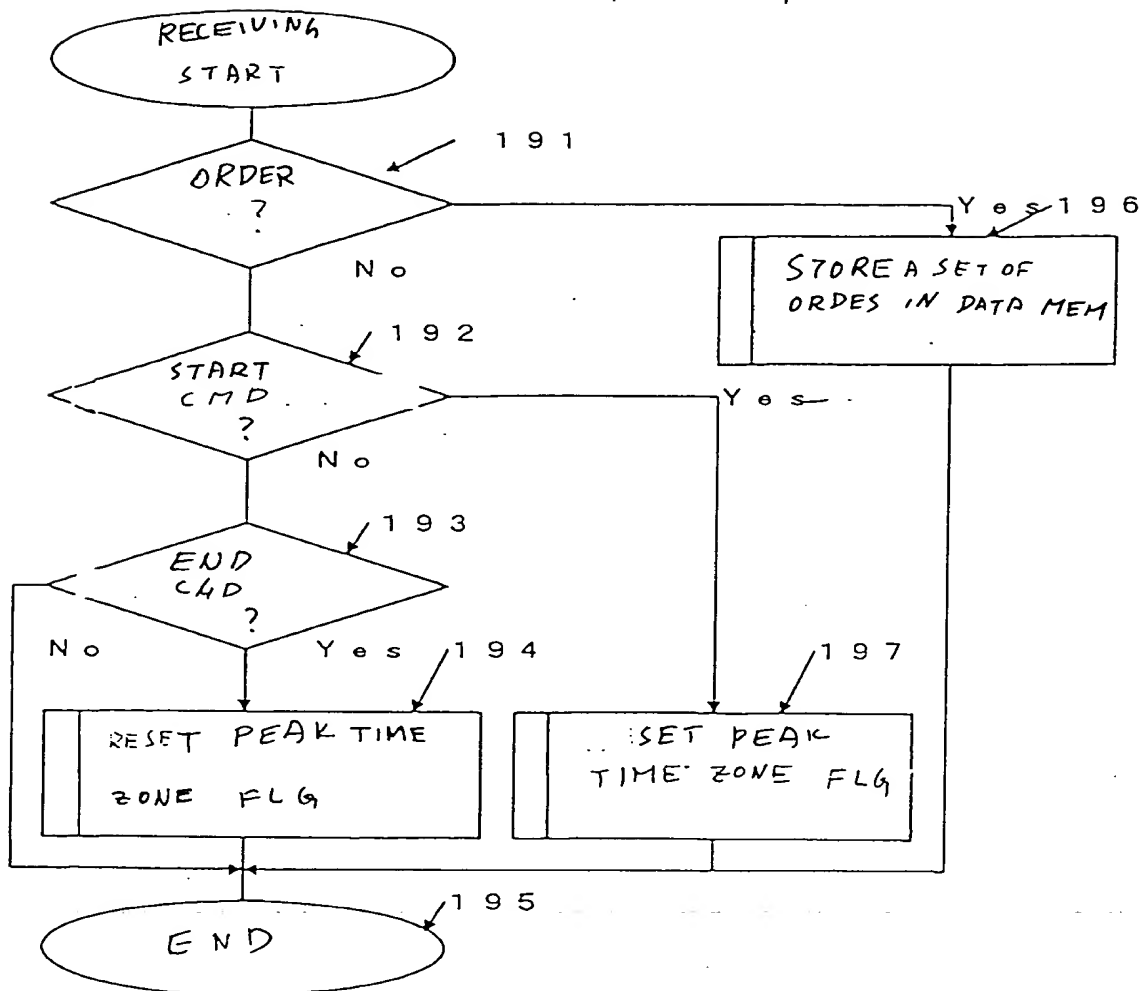 RECEIVING
START
191
ORDER
?
Yes 196
STORE A SET OF
ORDES IN DATA MEM
No
192
START
CMD
?
Yes
No
193
END
CMD
?
No
Yes
194
197
RESET PEAK TIME
ZONE FLG
SET PEAK
TIME ZONE FLG
195
END